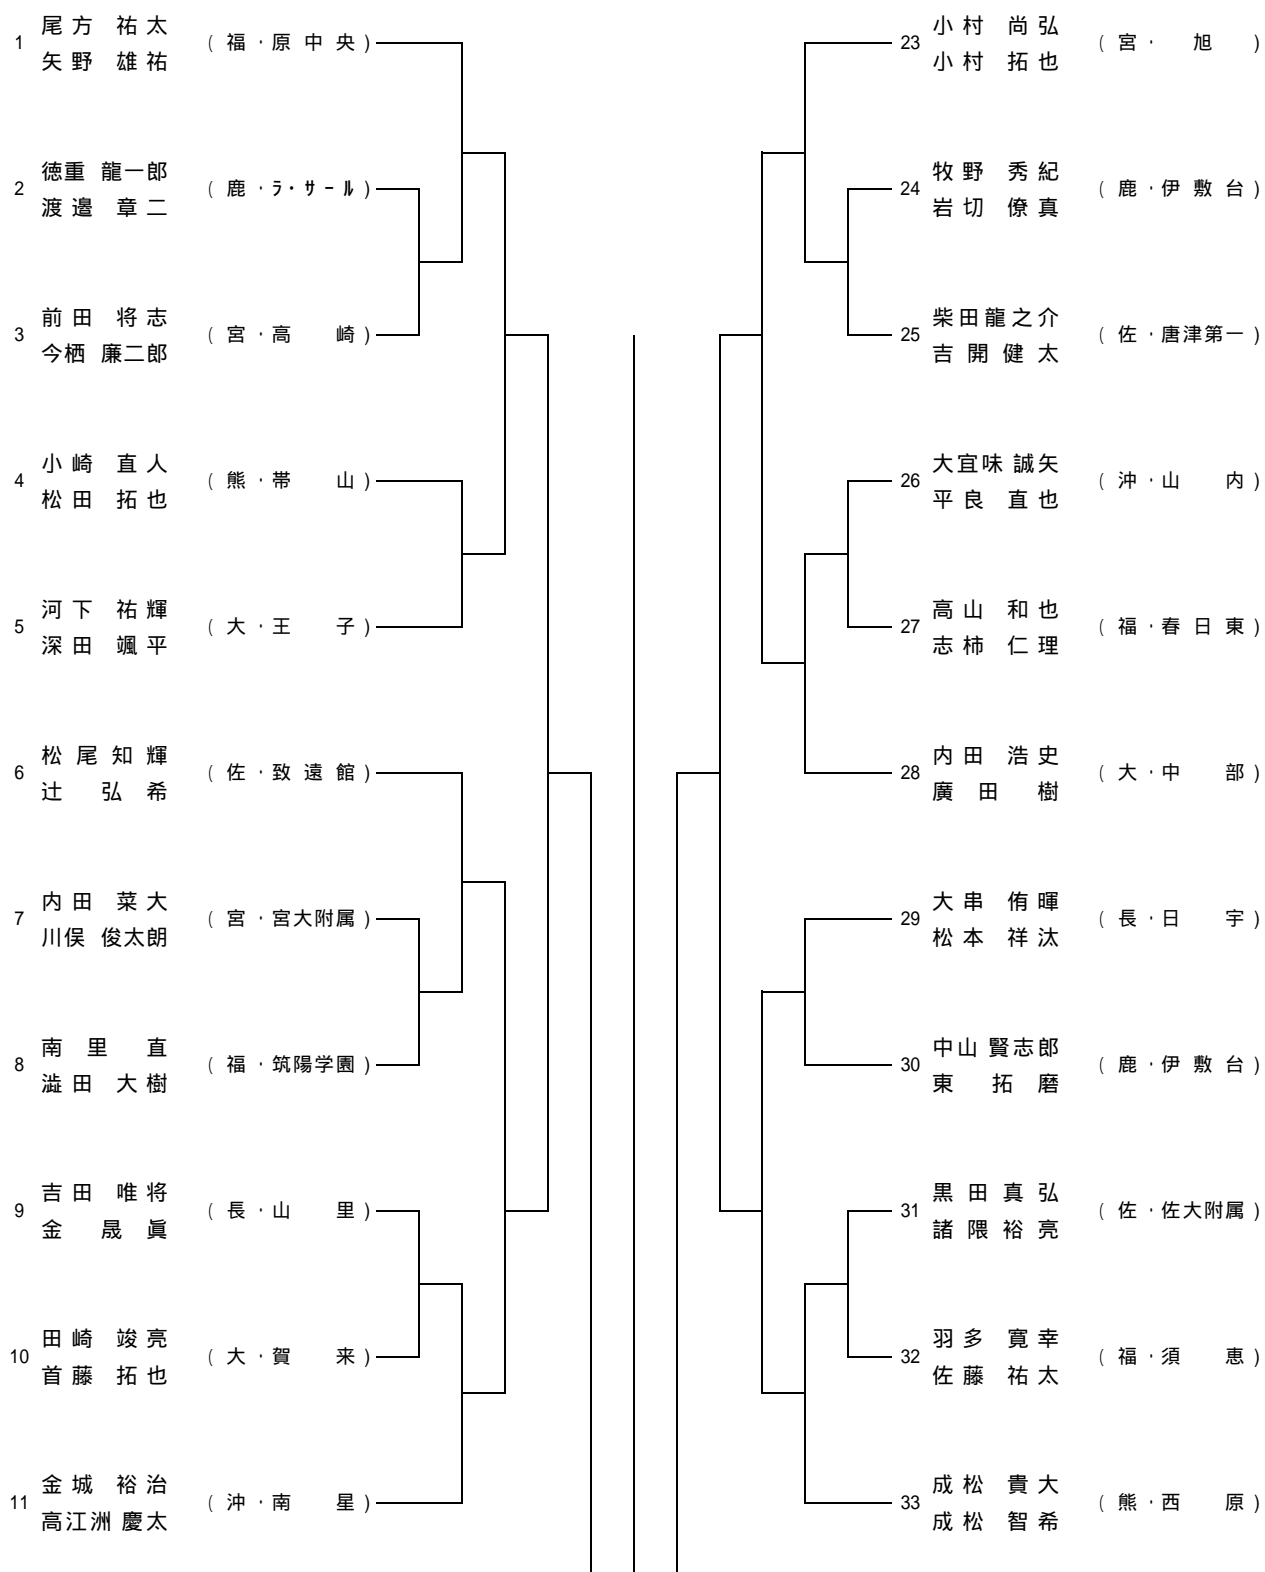 1 尾方 祐太 (福・原中央)
矢野 雄祐
2 徳重 龍一郎 (鹿・ラ・サール)
渡邉 章二
3 前田 将志 (宮・高崎)
今栖 廉二郎
4 小崎 直人 (熊・帯山)
松田 拓也
5 河下 祐輝 (大・王子)
深田 颯平
6 松尾知輝 (佐・致遠館)
辻 弘希
7 内田 菜大 (宮・宮大附属)
川俣 俊太朗
8 南里 直 (福・筑陽学園)
澁田 大樹
9 吉田 唯将 (長・山里)
金 晟眞
10 田崎 竣亮 (大・賀来)
首藤 拓也
11 金城 裕治 (沖・南星)
高江洲 慶太
23 小村 尚弘 (宮・旭)
小村 拓也
24 牧野 秀紀 (鹿・伊敷台)
岩切 僚真
25 柴田龍之介 (佐・唐津第一)
吉開健太
26 大宜味 誠矢 (沖・山内)
平良 直也
27 高山 和也 (福・春日東)
志柿 仁理
28 内田 浩史 (大・中部)
廣田 樹
29 大串 侑暉 (長・日宇)
松本 祥汰
30 中山 賢志郎 (鹿・伊敷台)
東 拓磨
31 黒田真弘 (佐・佐大附属)
諸隈裕亮
32 羽多 寛幸 (福・須恵)
佐藤 祐太
33 成松 貴大 (熊・西原)
成松 智希